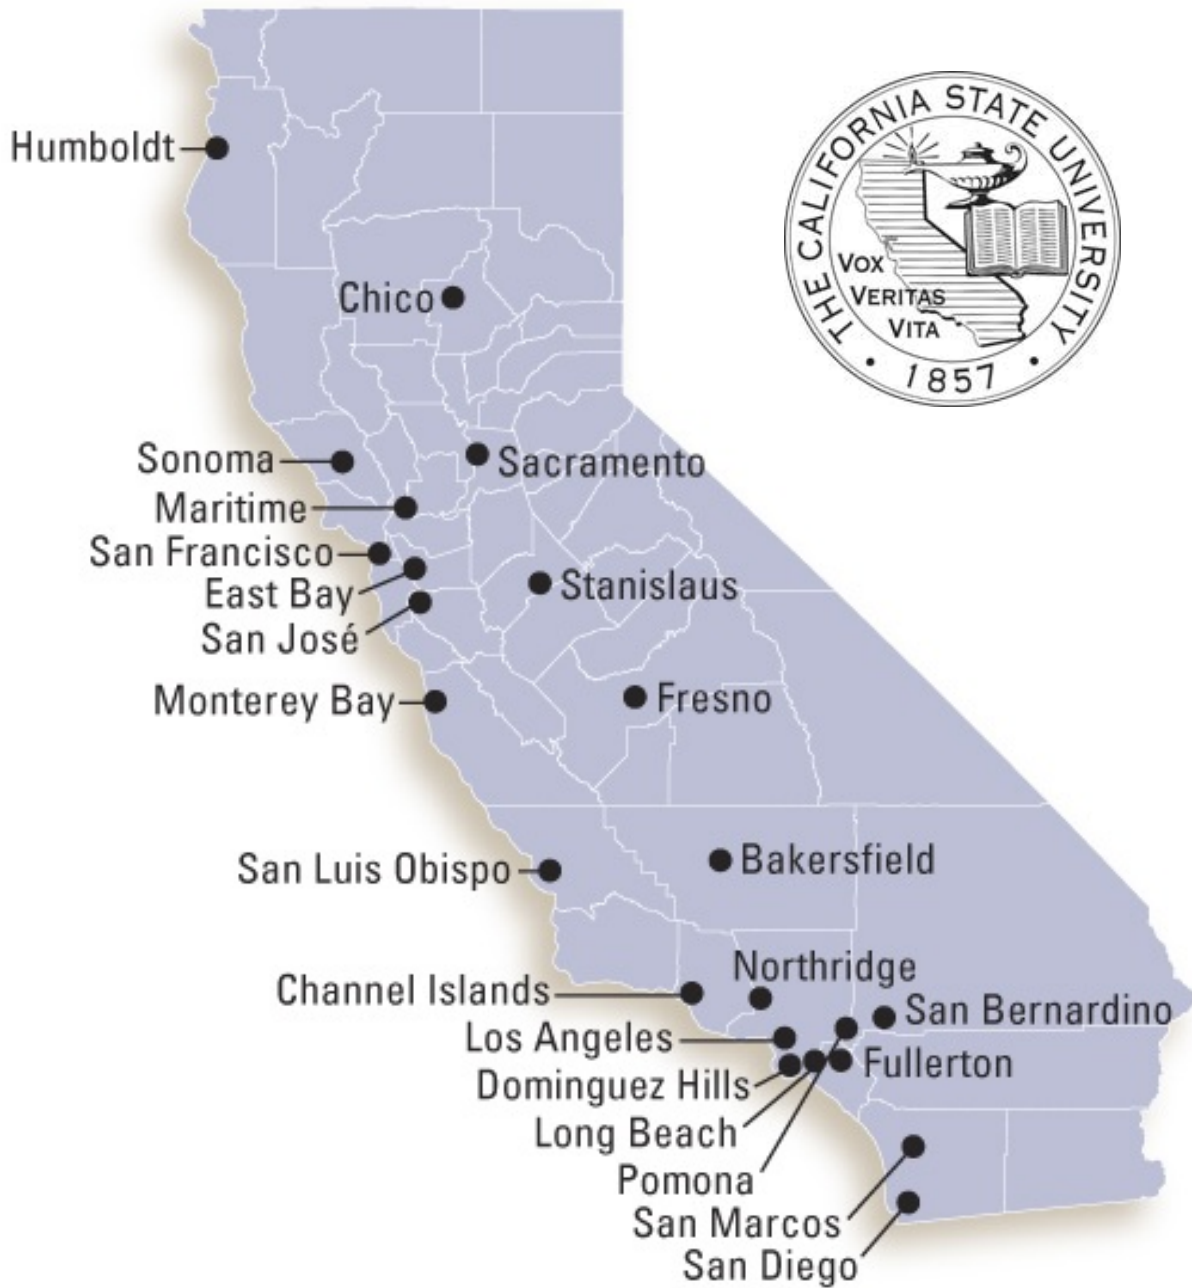 Humboldt
THE CALIFORNIA STATE UNIVERSITY
VOX
VERITAS
VITA
• 1857 •
Chico
Sonoma
Sacramento
Maritime
San Francisco
East Bay
Stanislaus
San José
Monterey Bay
Fresno
San Luis Obispo
Bakersfield
Northridge
Channel Islands
San Bernardino
Los Angeles
Fullerton
Dominguez Hills
Long Beach
Pomona
San Marcos
San Diego